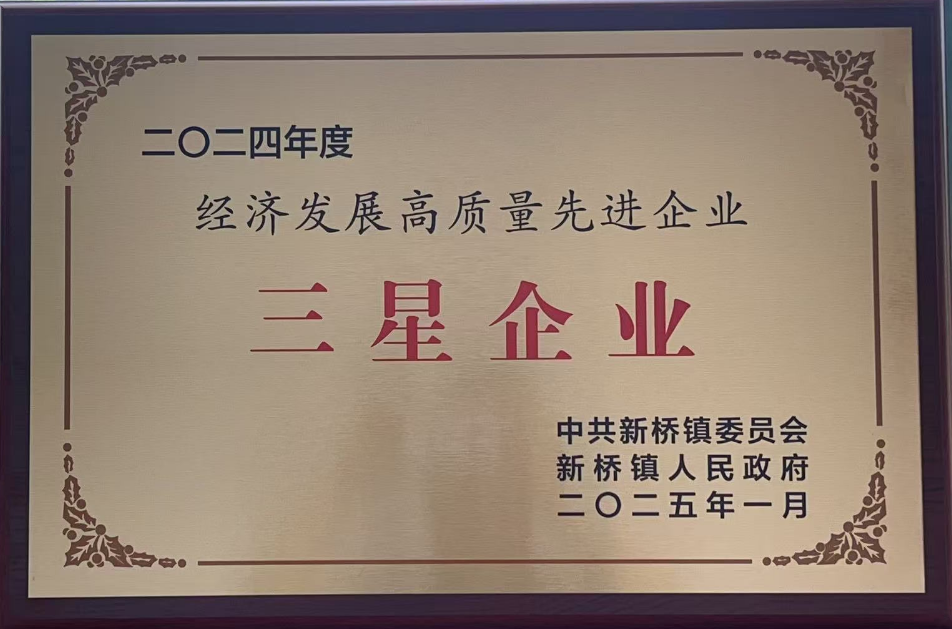 二〇二四年度
经济发展高质量先进企业
三星企业
中共新桥镇委员会
新桥镇人民政府
二〇二五年一月